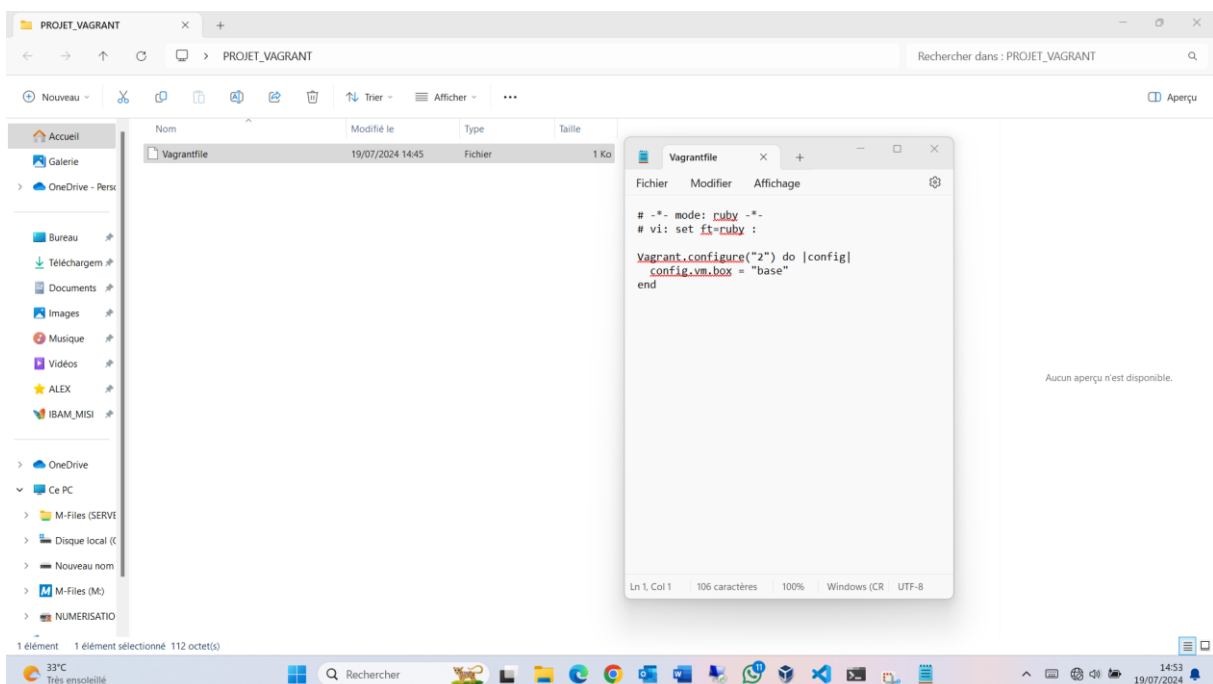 PROJET_VAGRANT
PROJET_VAGRANT
Rechercher dans : PROJET_VAGRANT
Nouveau
Trier
Afficher
Aperçu
Nom
Modifié le
Type
Taille
Vagrantfile
19/07/2024 14:45
Fichier
1 Ko
Accueil
Galerie
OneDrive - Perso
Bureau
Téléchargem
Documents
Images
Musique
Vidéos
ALEX
IBAM_MISI
OneDrive
Ce PC
M-Files (SERVE
Disque local (C
Nouveau nom
M-Files (M:)
NUMERISATIO
Vagrantfile
Fichier
Modifier
Affichage
# -*- mode: ruby -*-
# vi: set ft=ruby :
Vagrant.configure("2") do |config|
config.vm.box = "base"
end
Ln 1, Col 1
106 caractères
100%
Windows (CR
UTF-8
Aucun aperçu n'est disponible.
1 élément
1 élément sélectionné 112 octet(s)
33°C
Très ensoleillé
Rechercher
14:53
19/07/2024